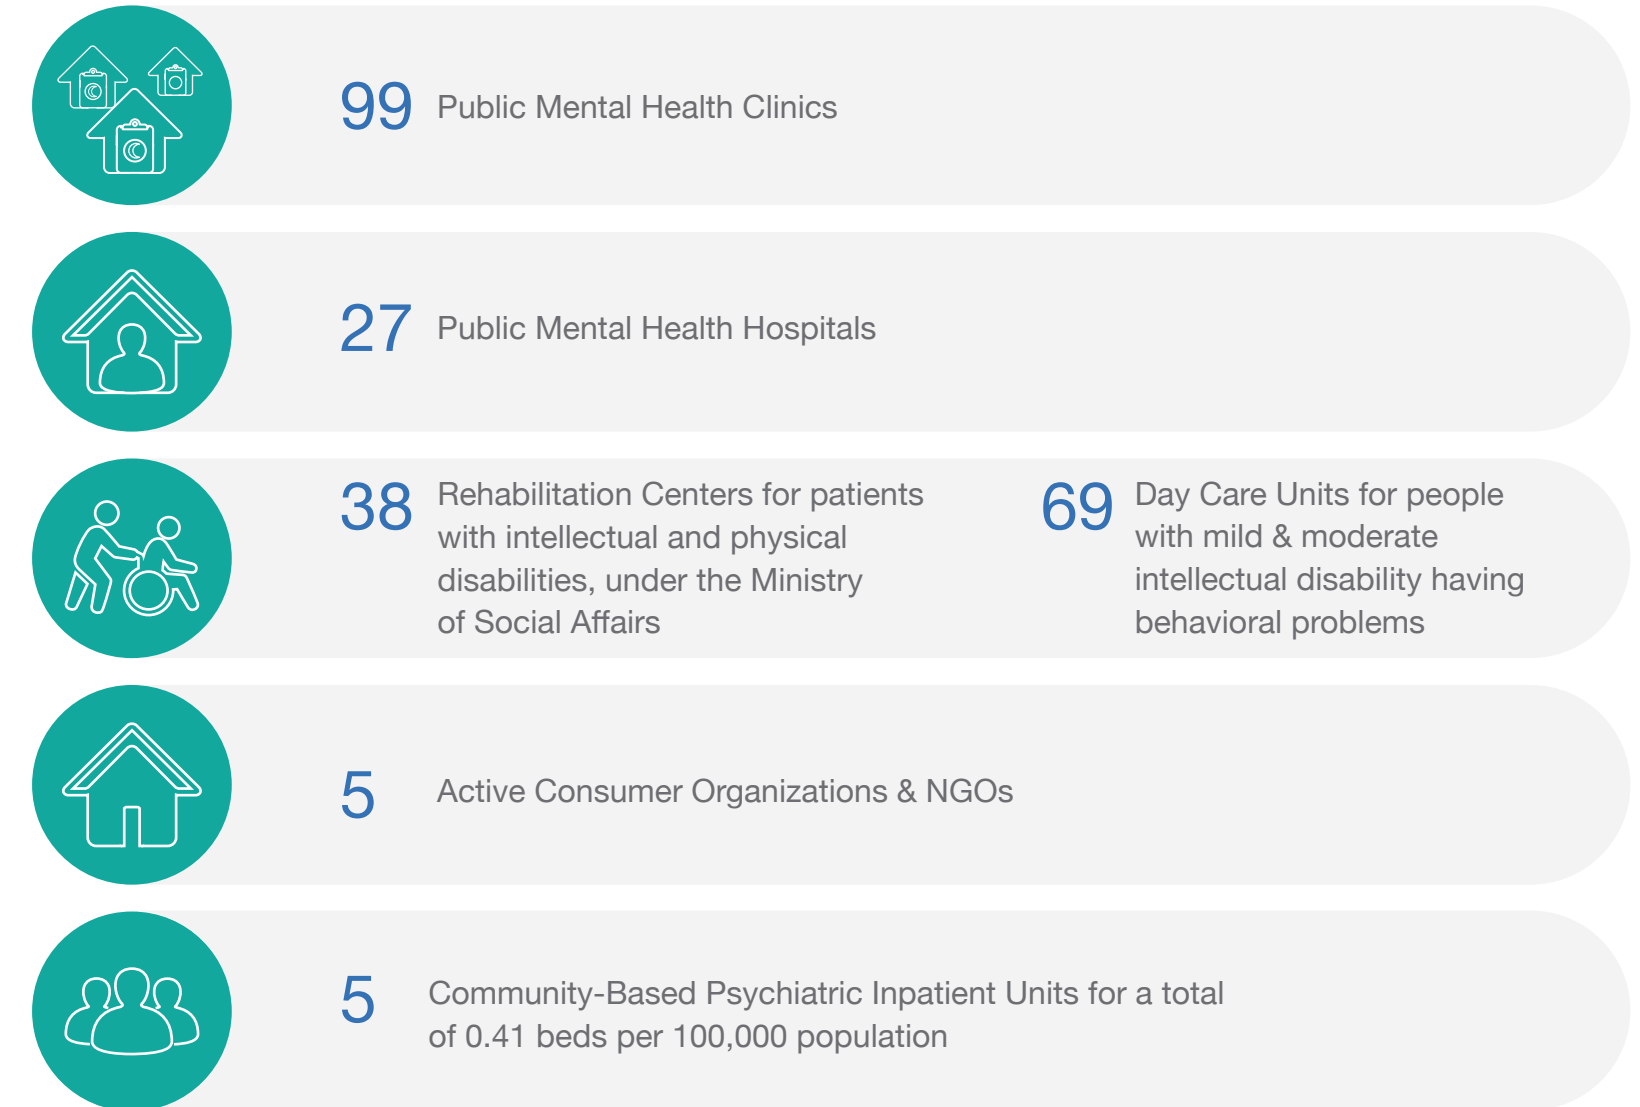 99 Public Mental Health Clinics
27 Public Mental Health Hospitals
38 Rehabilitation Centers for patients
with intellectual and physical
disabilities, under the Ministry
of Social Affairs
69 Day Care Units for people
with mild & moderate
intellectual disability having
behavioral problems
5 Active Consumer Organizations & NGOs
5 Community-Based Psychiatric Inpatient Units for a total
of 0.41 beds per 100,000 population